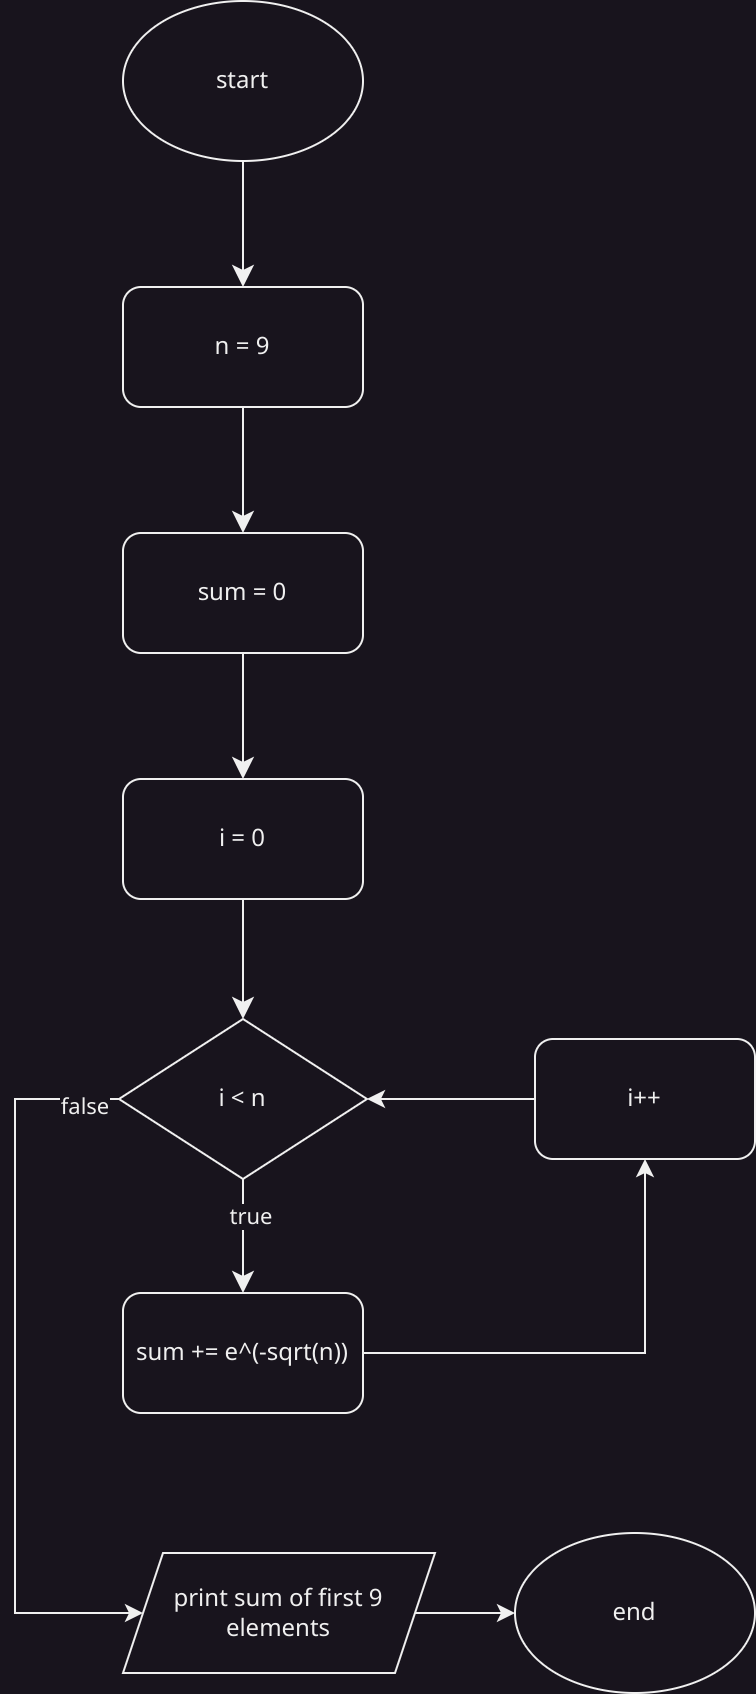 start
n = 9
sum = 0
i = 0
i < n
i++
false
true
sum += e^(-sqrt(n))
print sum of first 9
elements
end